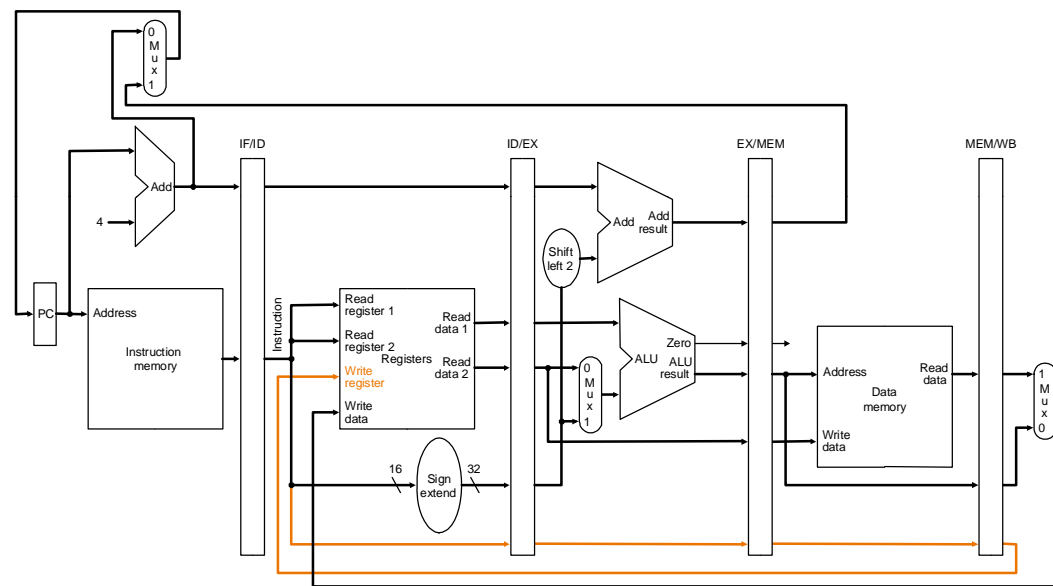 0
M
u
x
1
IF/ID
ID/EX
EX/MEM
MEM/WB
Add
4
Add
Add
result
Shift
left 2
PC
Address
Instruction
memory
Instruction
Read
register 1
Read
register 2
Registers
Write
register
Write
data
Read
data 1
Read
data 2
0
M
u
x
1
Zero
ALU
ALU
result
Address
Read
data
Data
memory
Write
data
1
M
u
x
0
16
Sign
extend
32